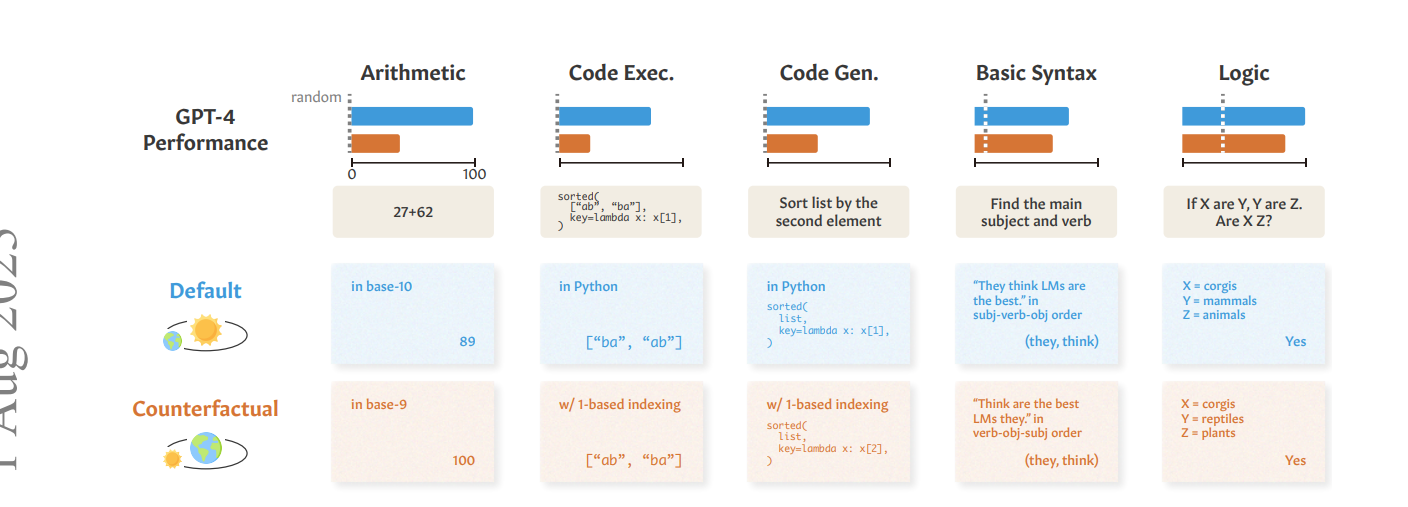 Arithmetic
Code Exec.
Code Gen.
Basic Syntax
Logic
random
GPT-4
Performance
0
100
27+62
sorted(
["ab", "ba"],
key=lambda x: x[1],
)
Sort list by the
second element
Find the main
subject and verb
If X are Y, Y are Z.
Are X Z?
Default
in base-10
89
in Python
["ba", "ab"]
in Python
sorted(
list,
key=lambda x: x[1],
)
"They think LMs are
the best." in
subj-verb-obj order
(they, think)
X = corgis
Y = mammals
Z = animals
Yes
Counterfactual
in base-9
100
w/ 1-based indexing
["ab", "ba"]
w/ 1-based indexing
sorted(
list,
key=lambda x: x[2],
)
"Think are the best
LMs they." in
verb-obj-subj order
(they, think)
X = corgis
Y = reptiles
Z = plants
Yes
1 Aug 2023